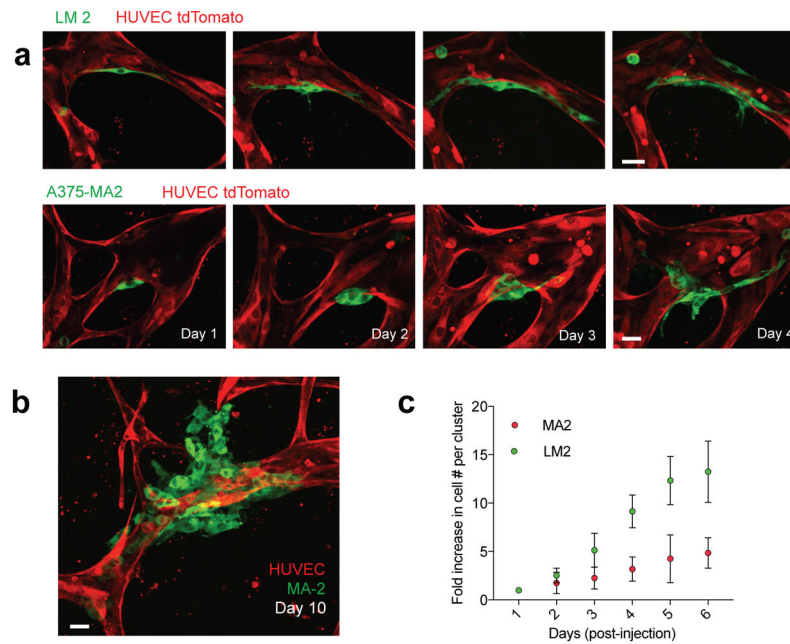 LM 2 HUVEC tdTomato
a
A375-MA2 HUVEC tdTomato
Day 1
Day 2
Day 3
Day 4
b
HUVEC
MA-2
Day 10
c
MA2
LM2
Fold increase in cell # per cluster
20
15
10
5
0
1 2 3 4 5 6
Days (post-injection)